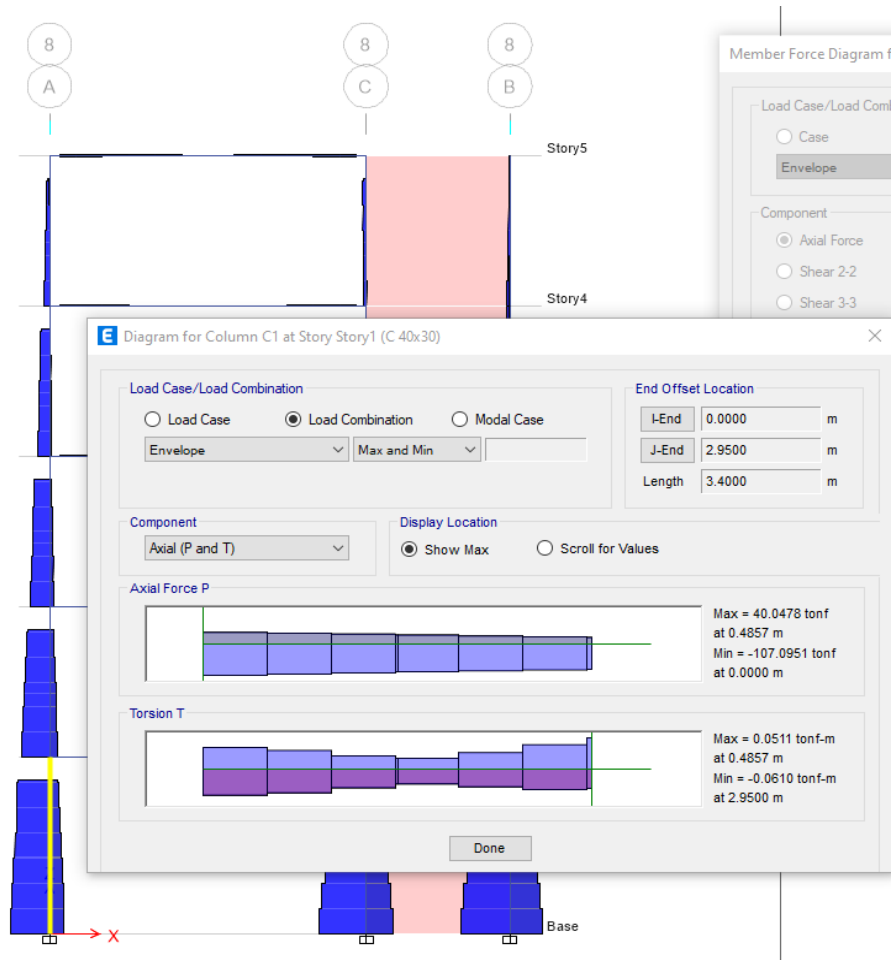 8
8
8
A
C
B
Member Force Diagram f
Story5
Load Case/Load Comb
Case
Envelope
Component
Axial Force
Shear 2-2
Shear 3-3
Story4
E Diagram for Column C1 at Story Story1 (C 40x30)
Load Case/Load Combination
Load Case
Load Combination
Modal Case
Envelope
Max and Min
End Offset Location
I-End 0.0000 m
J-End 2.9500 m
Length 3.4000 m
Component
Axial (P and T)
Display Location
Show Max
Scroll for Values
Axial Force P
Max = 40.0478 tonf
at 0.4857 m
Min = -107.0951 tonf
at 0.0000 m
Torsion T
Max = 0.0511 tonf-m
at 0.4857 m
Min = -0.0610 tonf-m
at 2.9500 m
Done
Base
X